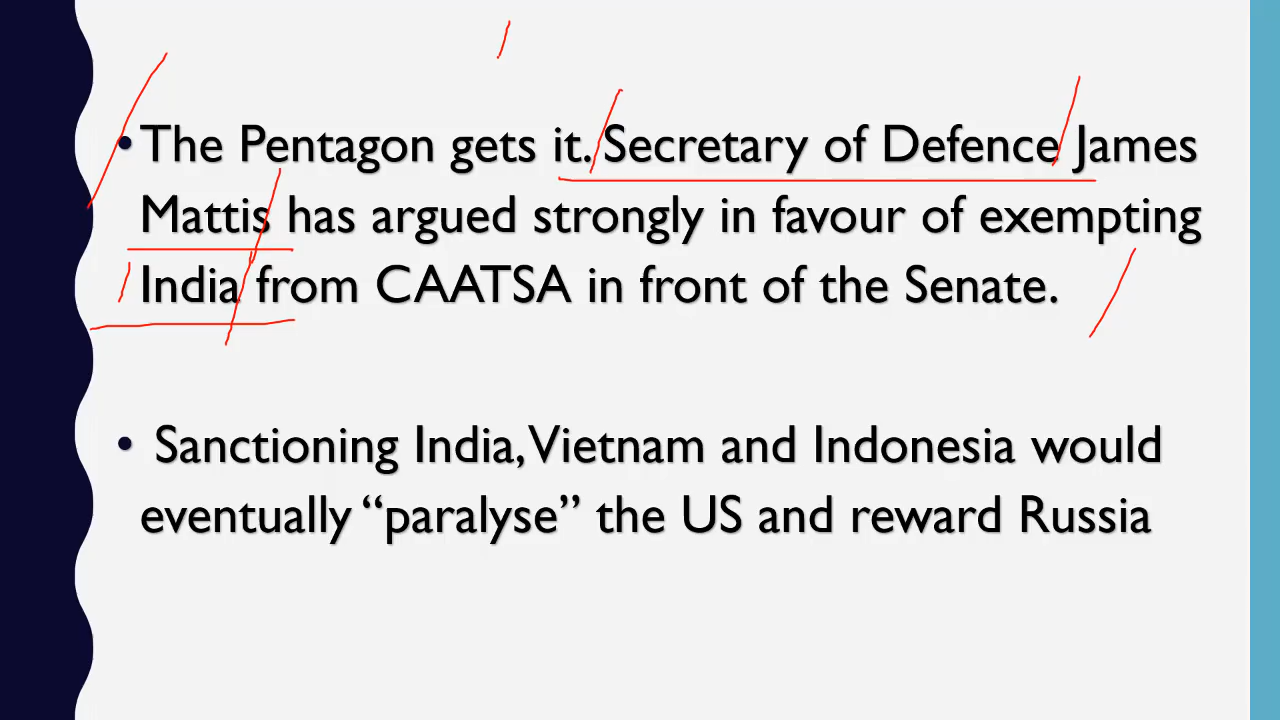 •The Pentagon gets it. Secretary of Defence James
Mattis has argued strongly in favour of exempting
India from CAATSA in front of the Senate.
• Sanctioning India, Vietnam and Indonesia would
eventually “paralyse” the US and reward Russia